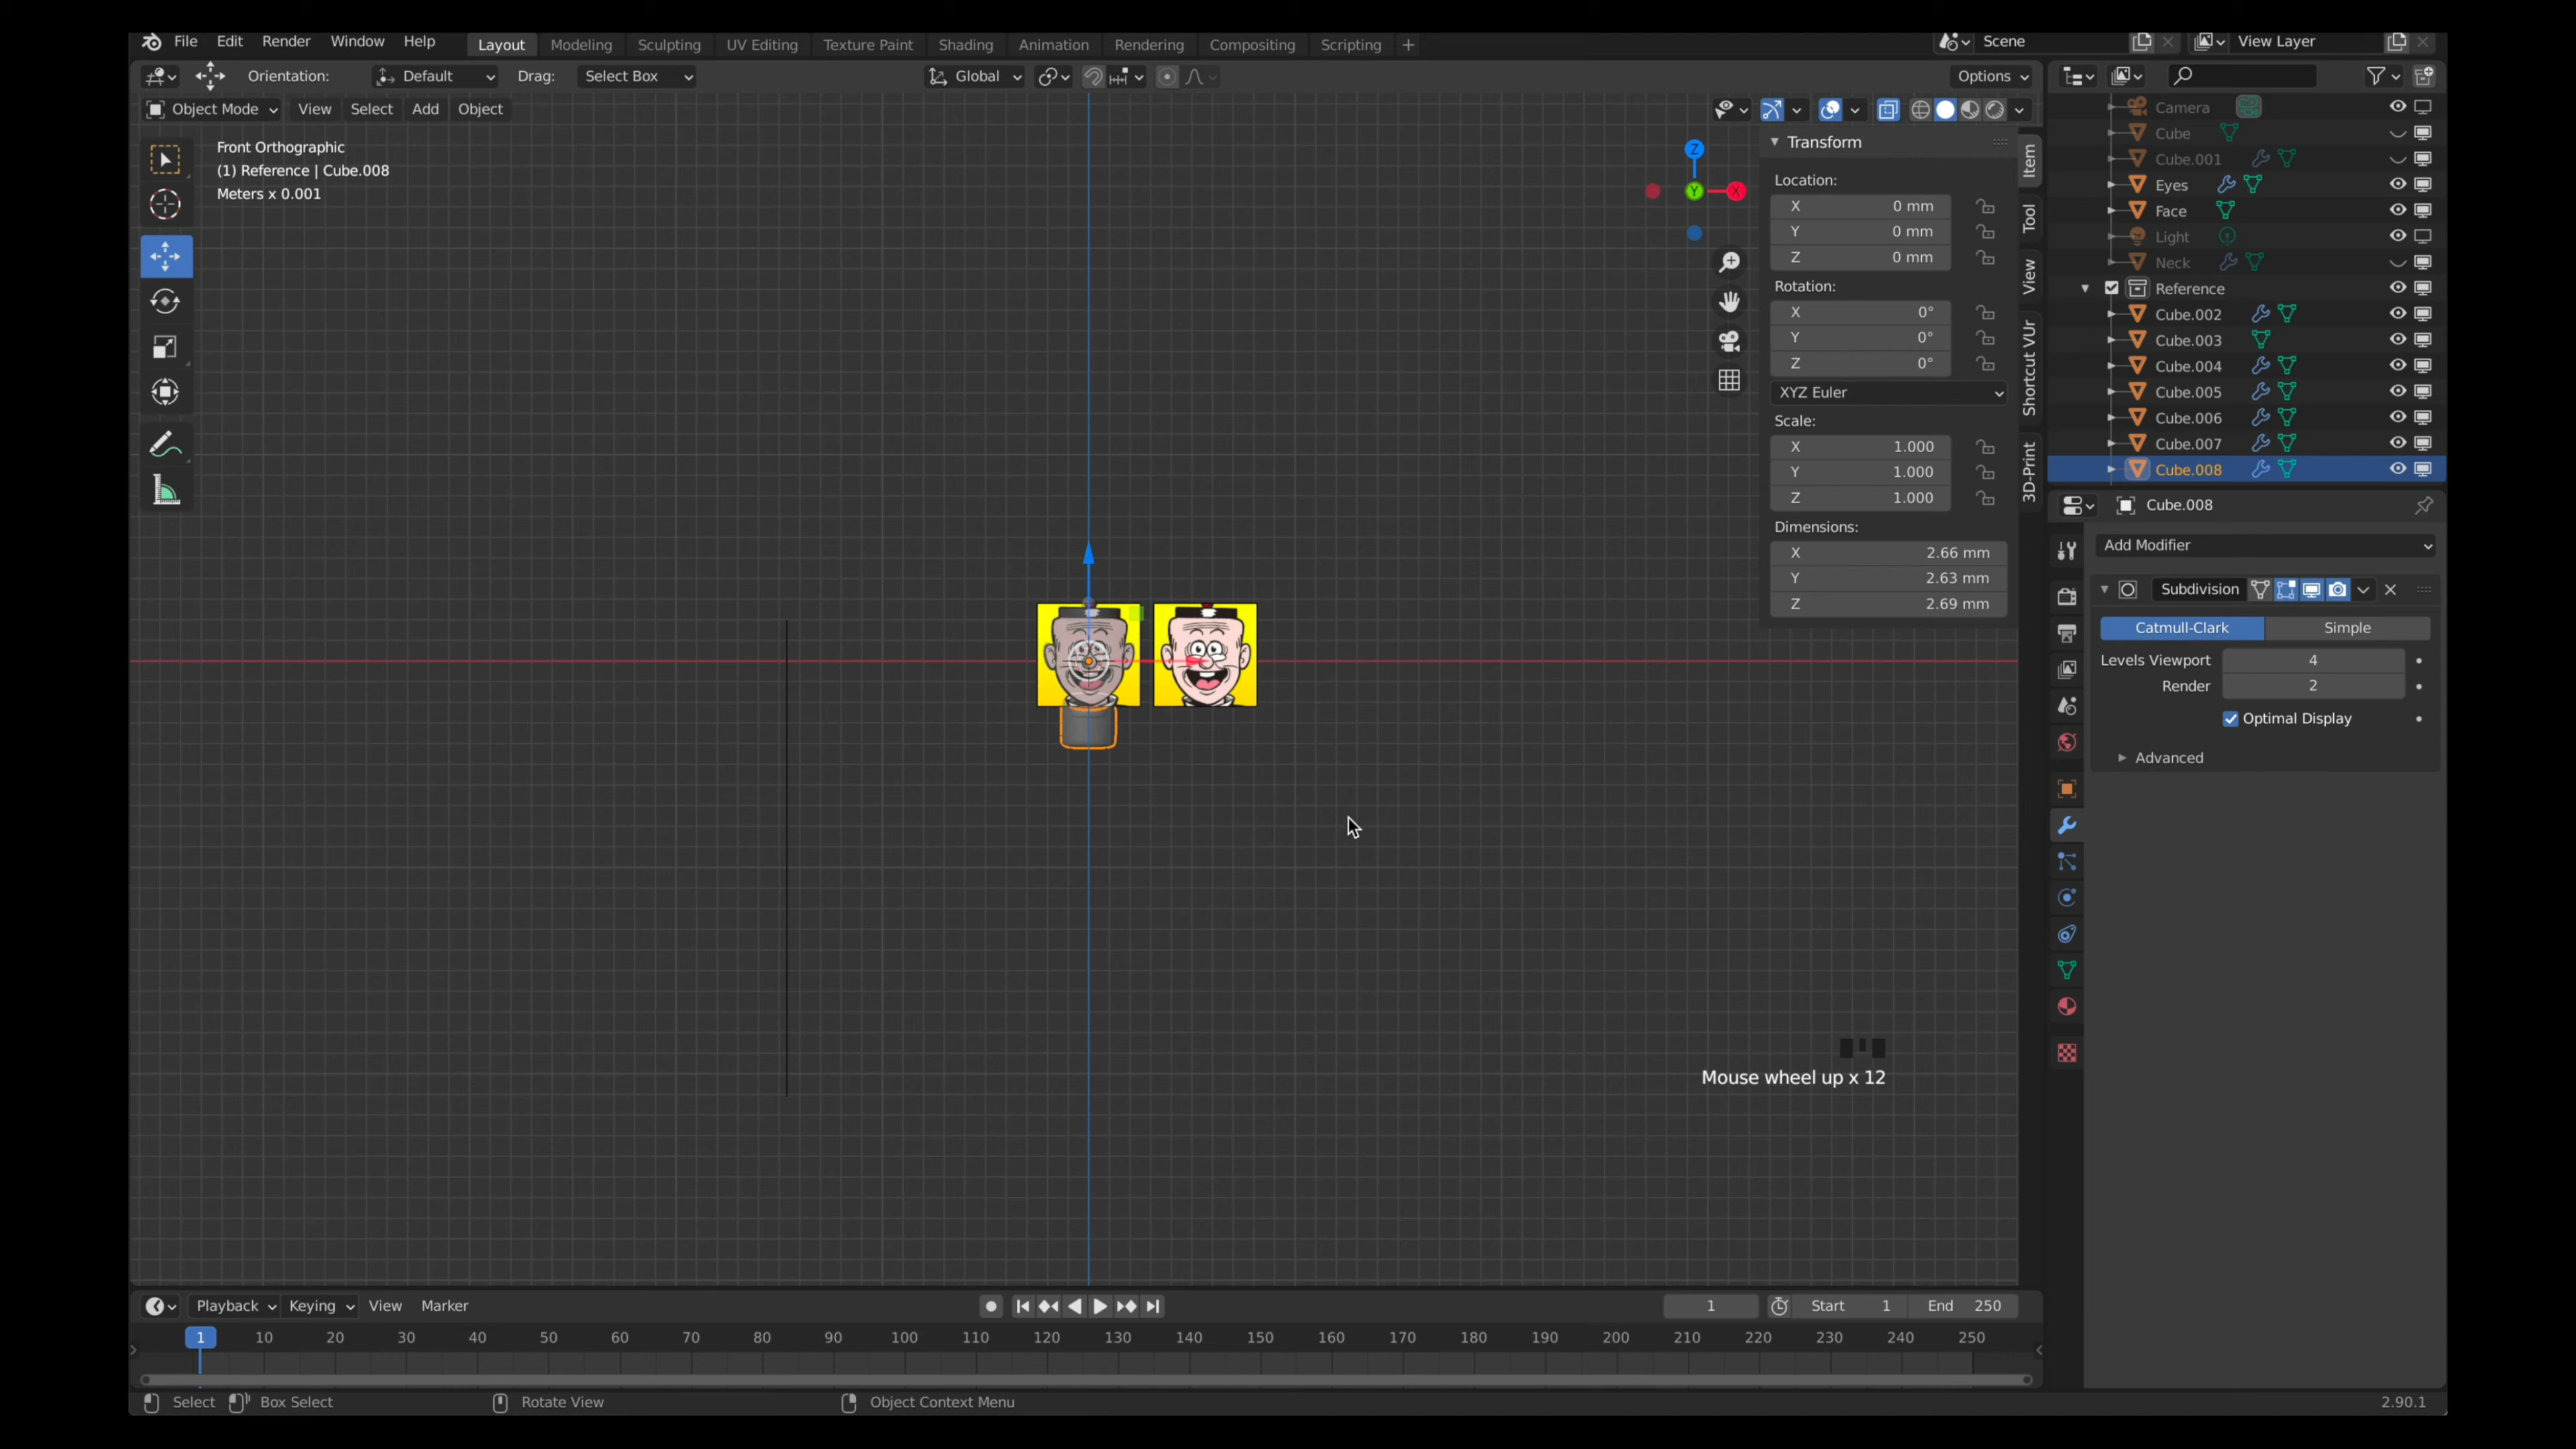 File Edit Render Window Help Layout Modeling Sculpting UV Editing Texture Paint Shading Animation Rendering Compositing Scripting + Scene View Layer
Orientation: Default Drag: Select Box Global Options
Object Mode View Select Add Object
Front Orthographic
(1) Reference | Cube.008
Meters x 0.001
Z
Y
X
Transform
Location:
X 0 mm
Y 0 mm
Z 0 mm
Rotation:
X 0°
Y 0°
Z 0°
XYZ Euler
Scale:
X 1.000
Y 1.000
Z 1.000
Dimensions:
X 2.66 mm
Y 2.63 mm
Z 2.69 mm
Item
Tool
View
Shortcut VUr
3D-Print
Camera
Cube
Cube.001
Eyes
Face
Light
Neck
Reference
Cube.002
Cube.003
Cube.004
Cube.005
Cube.006
Cube.007
Cube.008
Cube.008
Add Modifier
Subdivision
Catmull-Clark Simple
Levels Viewport 4
Render 2
Optimal Display
Advanced
Mouse wheel up x 12
Playback Keying View Marker 1 Start 1 End 250
1 10 20 30 40 50 60 70 80 90 100 110 120 130 140 150 160 170 180 190 200 210 220 230 240 250
Select Box Select Rotate View Object Context Menu 2.90.1